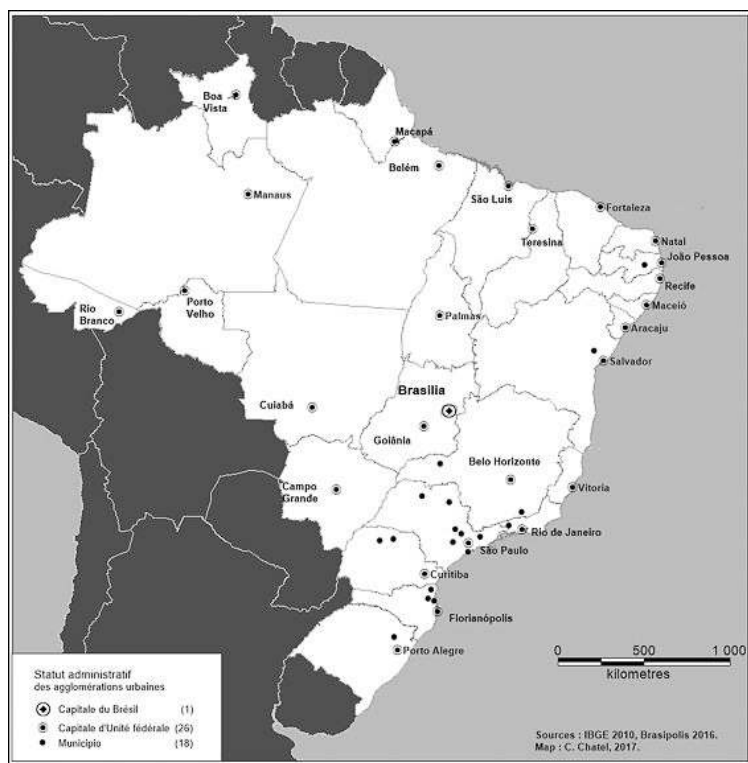 Boa
Vista
Macapá
Belém
Manaus
São Luis
Fortaleza
Teresina
Natal
João Pessoa
Recife
Porto
Velho
Rio
Branco
Maceió
Palmas
Aracaju
Salvador
Brasilia
Cuiabá
Goiânia
Belo Horizonte
Campo
Grande
Vitoria
Rio de Janeiro
São Paulo
Curitiba
Florianópolis
Porto Alegre
0 500 1 000
kilometres
Statut administratif
des agglomérations urbaines
Capitale du Brésil (1)
Capitale d'Unité fédérale (26)
Municipio (18)
Sources : IBGE 2010, Brasipolis 2016.
Map : C. Chatel, 2017.